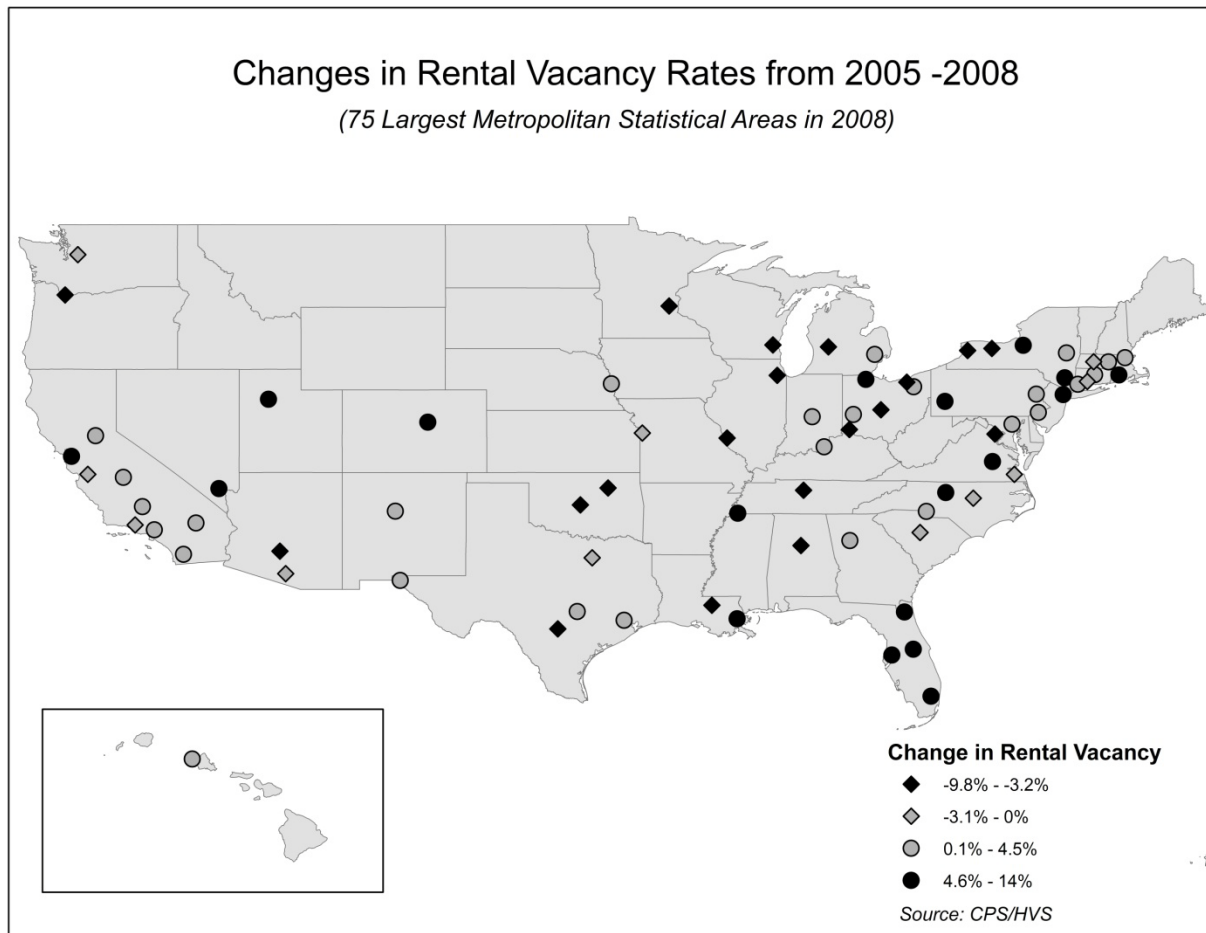 Changes in Rental Vacancy Rates from 2005 -2008
(75 Largest Metropolitan Statistical Areas in 2008)
Change in Rental Vacancy
-9.8% - -3.2%
-3.1% - 0%
0.1% - 4.5%
4.6% - 14%
Source: CPS/HVS